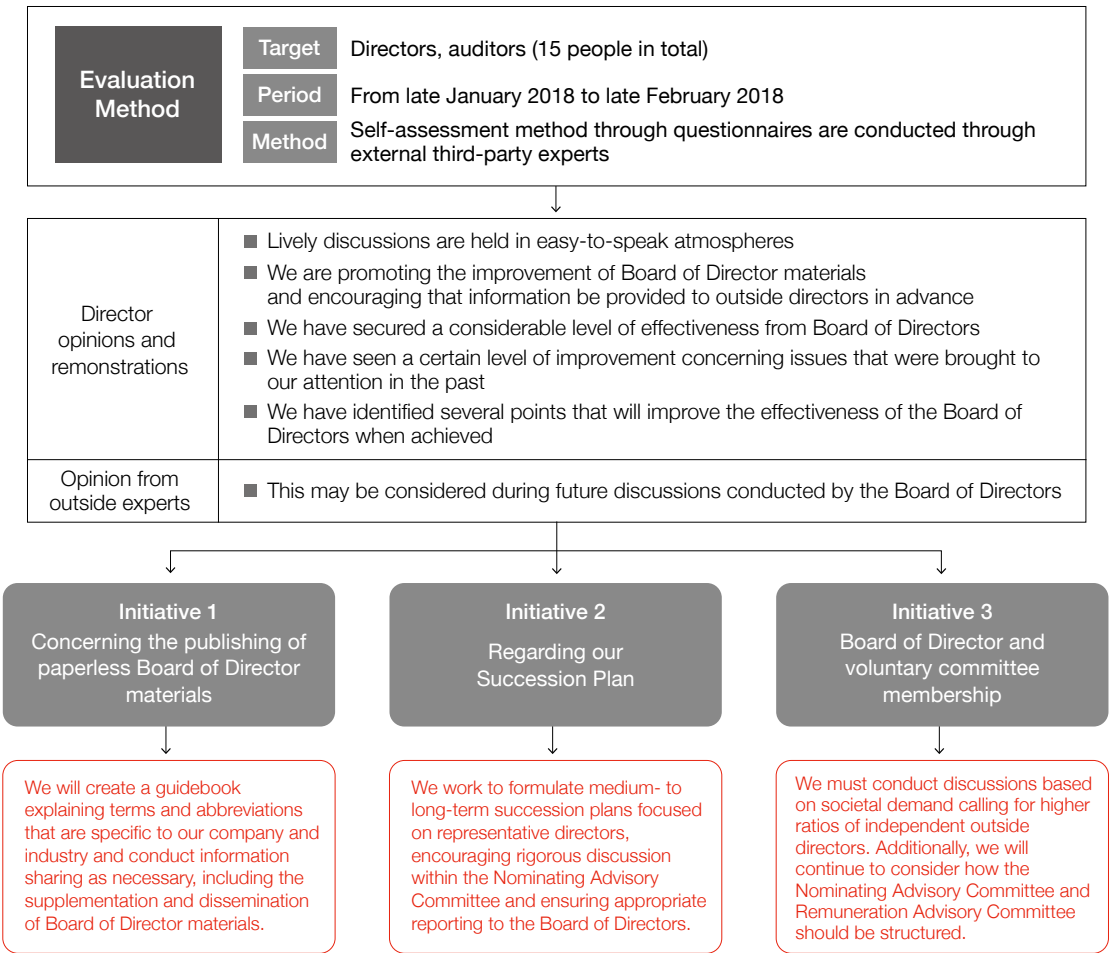 Evaluation
Method
Target
Directors, auditors (15 people in total)
Period
From late January 2018 to late February 2018
Method
Self-assessment method through questionnaires are conducted through
external third-party experts
Director
opinions and
remonstrations
■ Lively discussions are held in easy-to-speak atmospheres
■ We are promoting the improvement of Board of Director materials
and encouraging that information be provided to outside directors in advance
■ We have secured a considerable level of effectiveness from Board of Directors
■ We have seen a certain level of improvement concerning issues that were brought to
our attention in the past
■ We have identified several points that will improve the effectiveness of the Board of
Directors when achieved
Opinion from
outside experts
■ This may be considered during future discussions conducted by the Board of Directors
Initiative 1
Concerning the publishing of
paperless Board of Director
materials
Initiative 2
Regarding our
Succession Plan
Initiative 3
Board of Director and
voluntary committee
membership
We will create a guidebook
explaining terms and abbreviations
that are specific to our company and
industry and conduct information
sharing as necessary, including the
supplementation and dissemination
of Board of Director materials.
We work to formulate medium- to
long-term succession plans focused
on representative directors,
encouraging rigorous discussion
within the Nominating Advisory
Committee and ensuring appropriate
reporting to the Board of Directors.
We must conduct discussions based
on societal demand calling for higher
ratios of independent outside
directors. Additionally, we will
continue to consider how the
Nominating Advisory Committee and
Remuneration Advisory Committee
should be structured.